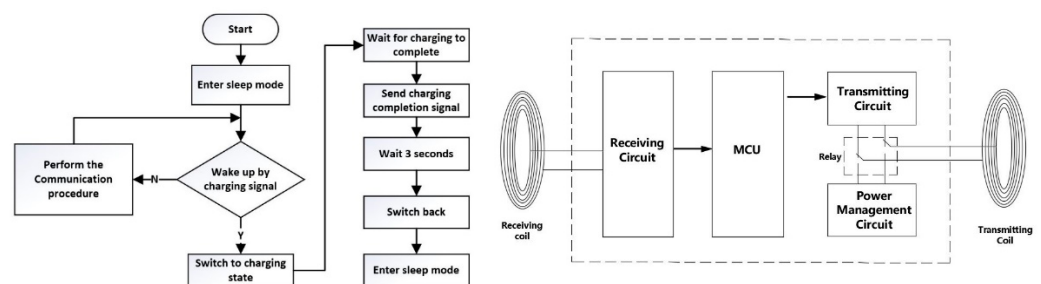 Start
Enter sleep mode
Wake up by
charging signal
N
Perform the
Communication
procedure
Y
Switch to charging
state
Wait for charging to
complete
Send charging
completion signal
Wait 3 seconds
Switch back
Enter sleep mode
Receiving
coil
Receiving
Circuit
MCU
Transmitting
Circuit
Relay
Power
Management
Circuit
Transmitting
Coil